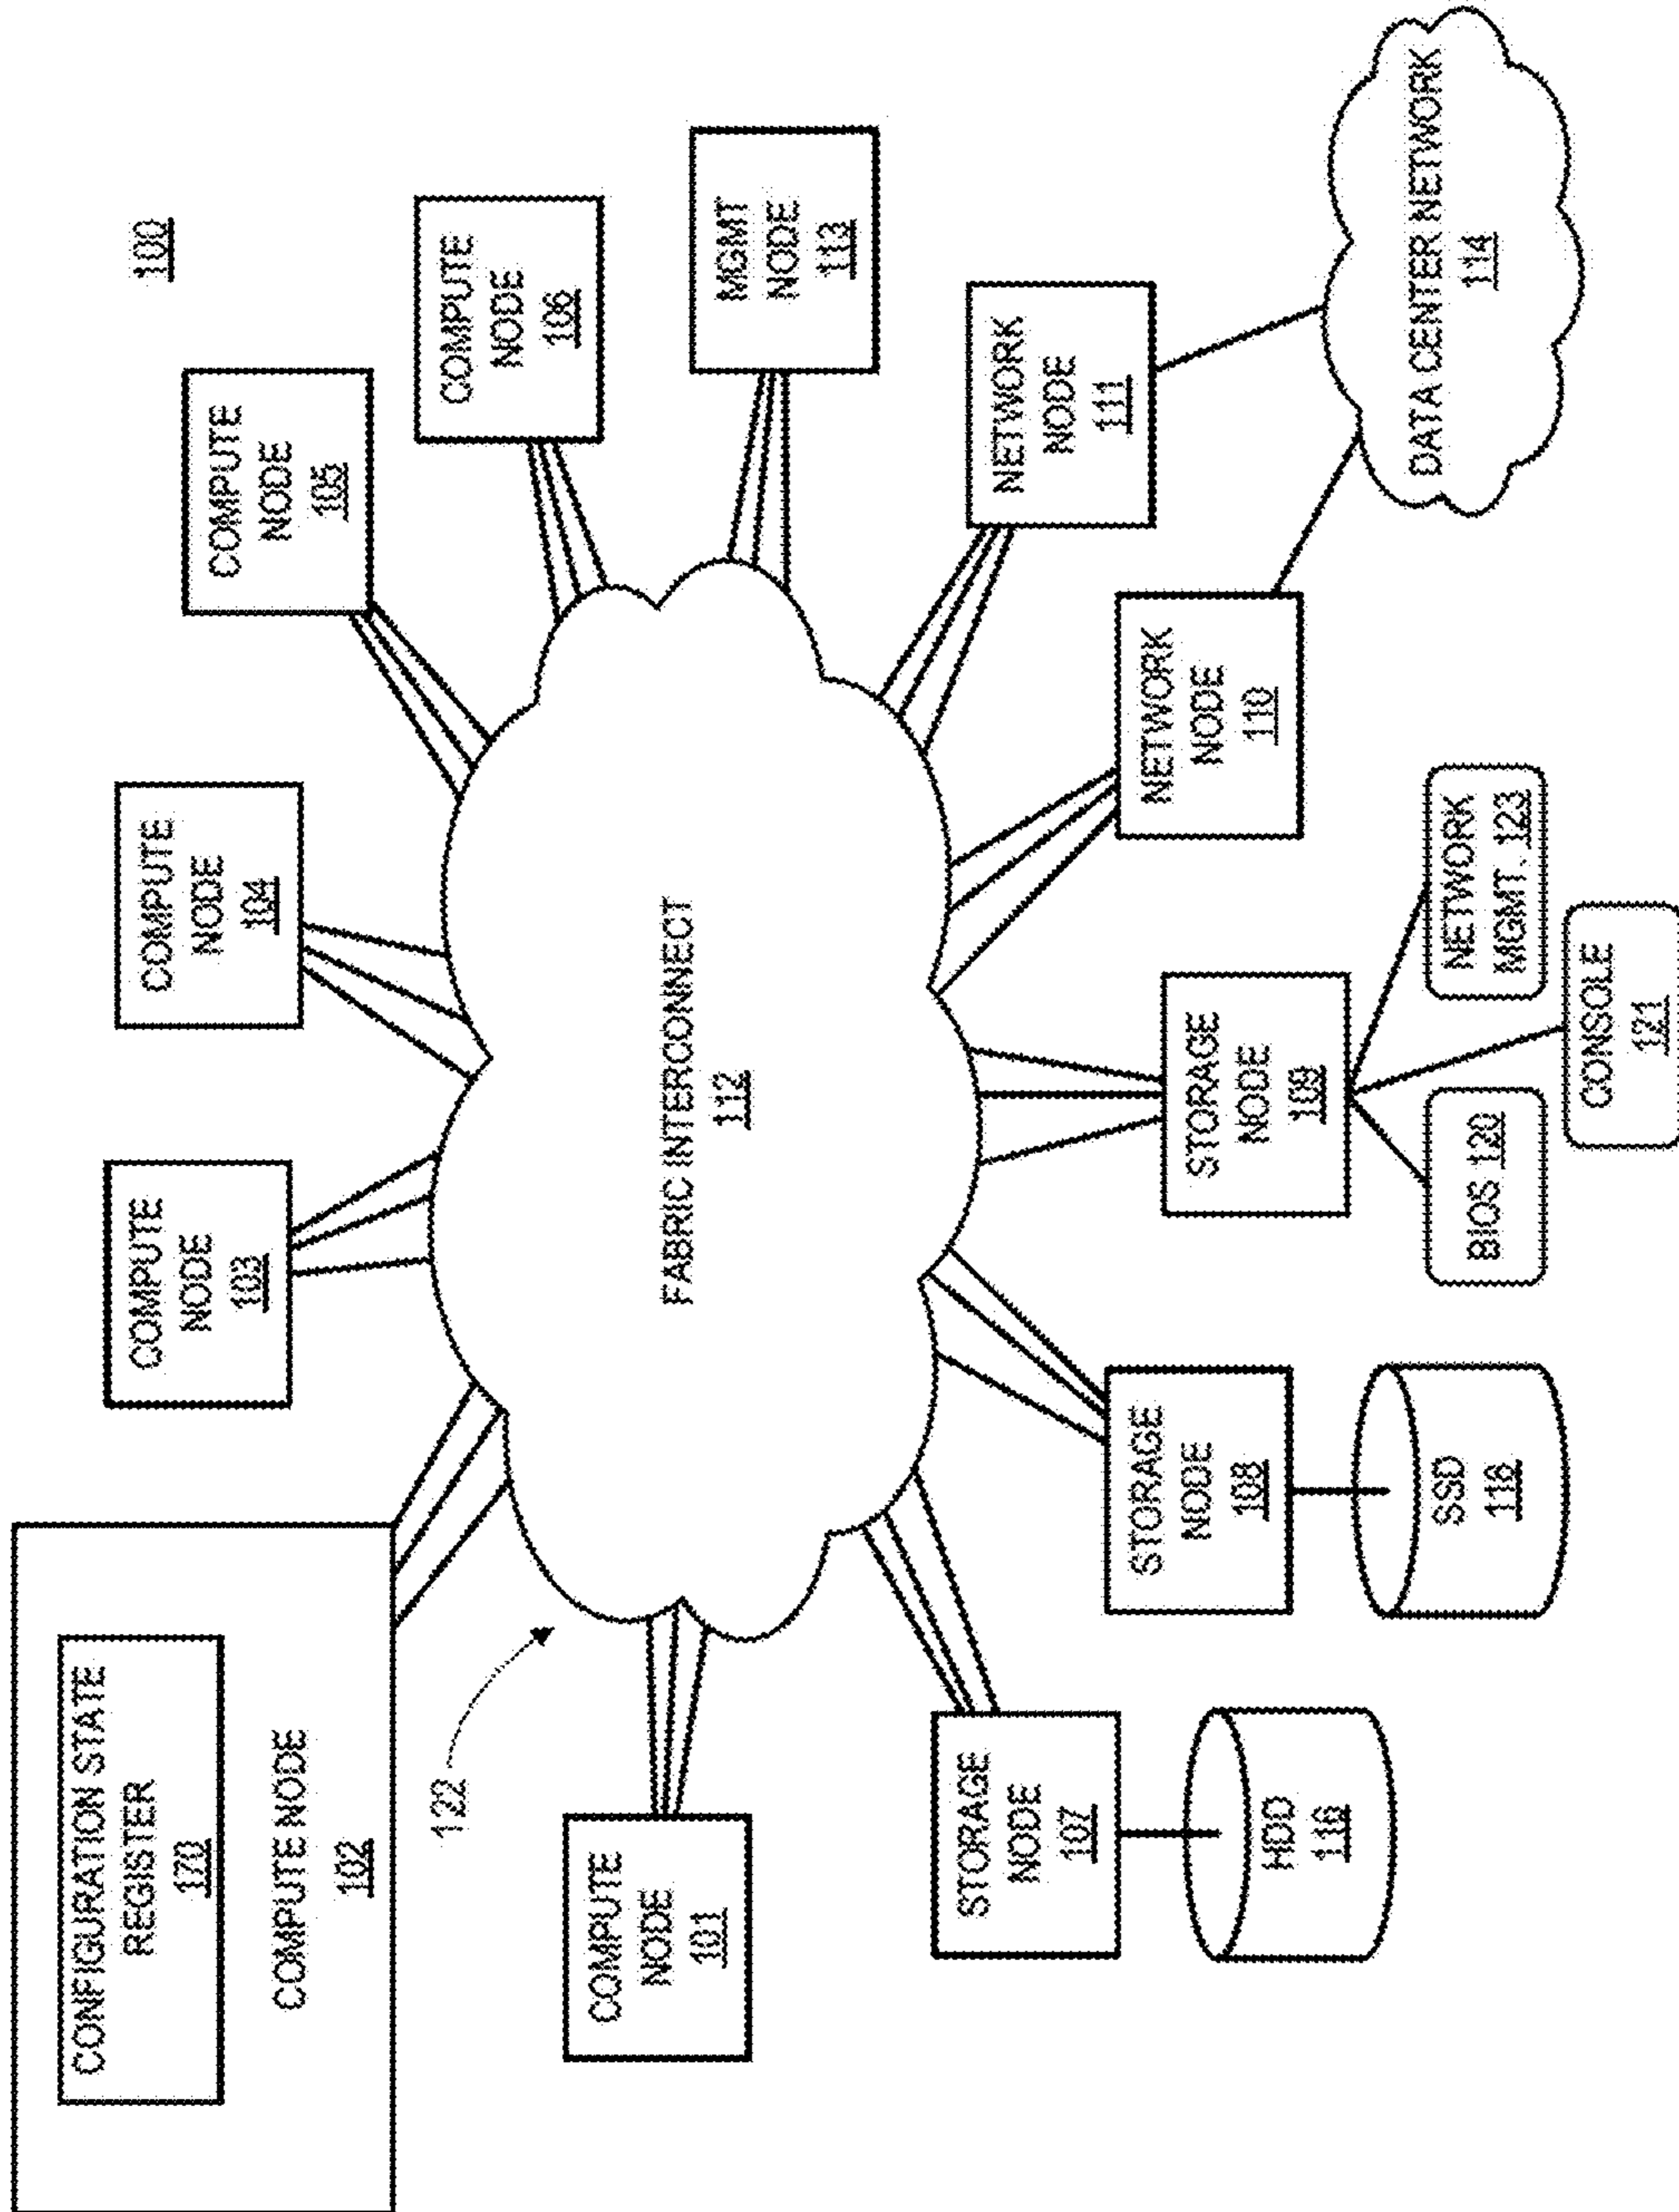 CONFIGURATION STATE
REGISTER
170
COMPUTE NODE
102
COMPUTE
NODE
103
COMPUTE
NODE
104
COMPUTE
NODE
105
100
COMPUTE
NODE
106
122
COMPUTE
NODE
101
FABRIC INTERCONNECT
112
MGMT
NODE
113
STORAGE
NODE
107
STORAGE
NODE
108
STORAGE
NODE
109
NETWORK
NODE
110
NETWORK
NODE
111
HDD
116
SSD
118
BIOS 120
CONSOLE
121
NETWORK
MGMT. 123
DATA CENTER NETWORK
114